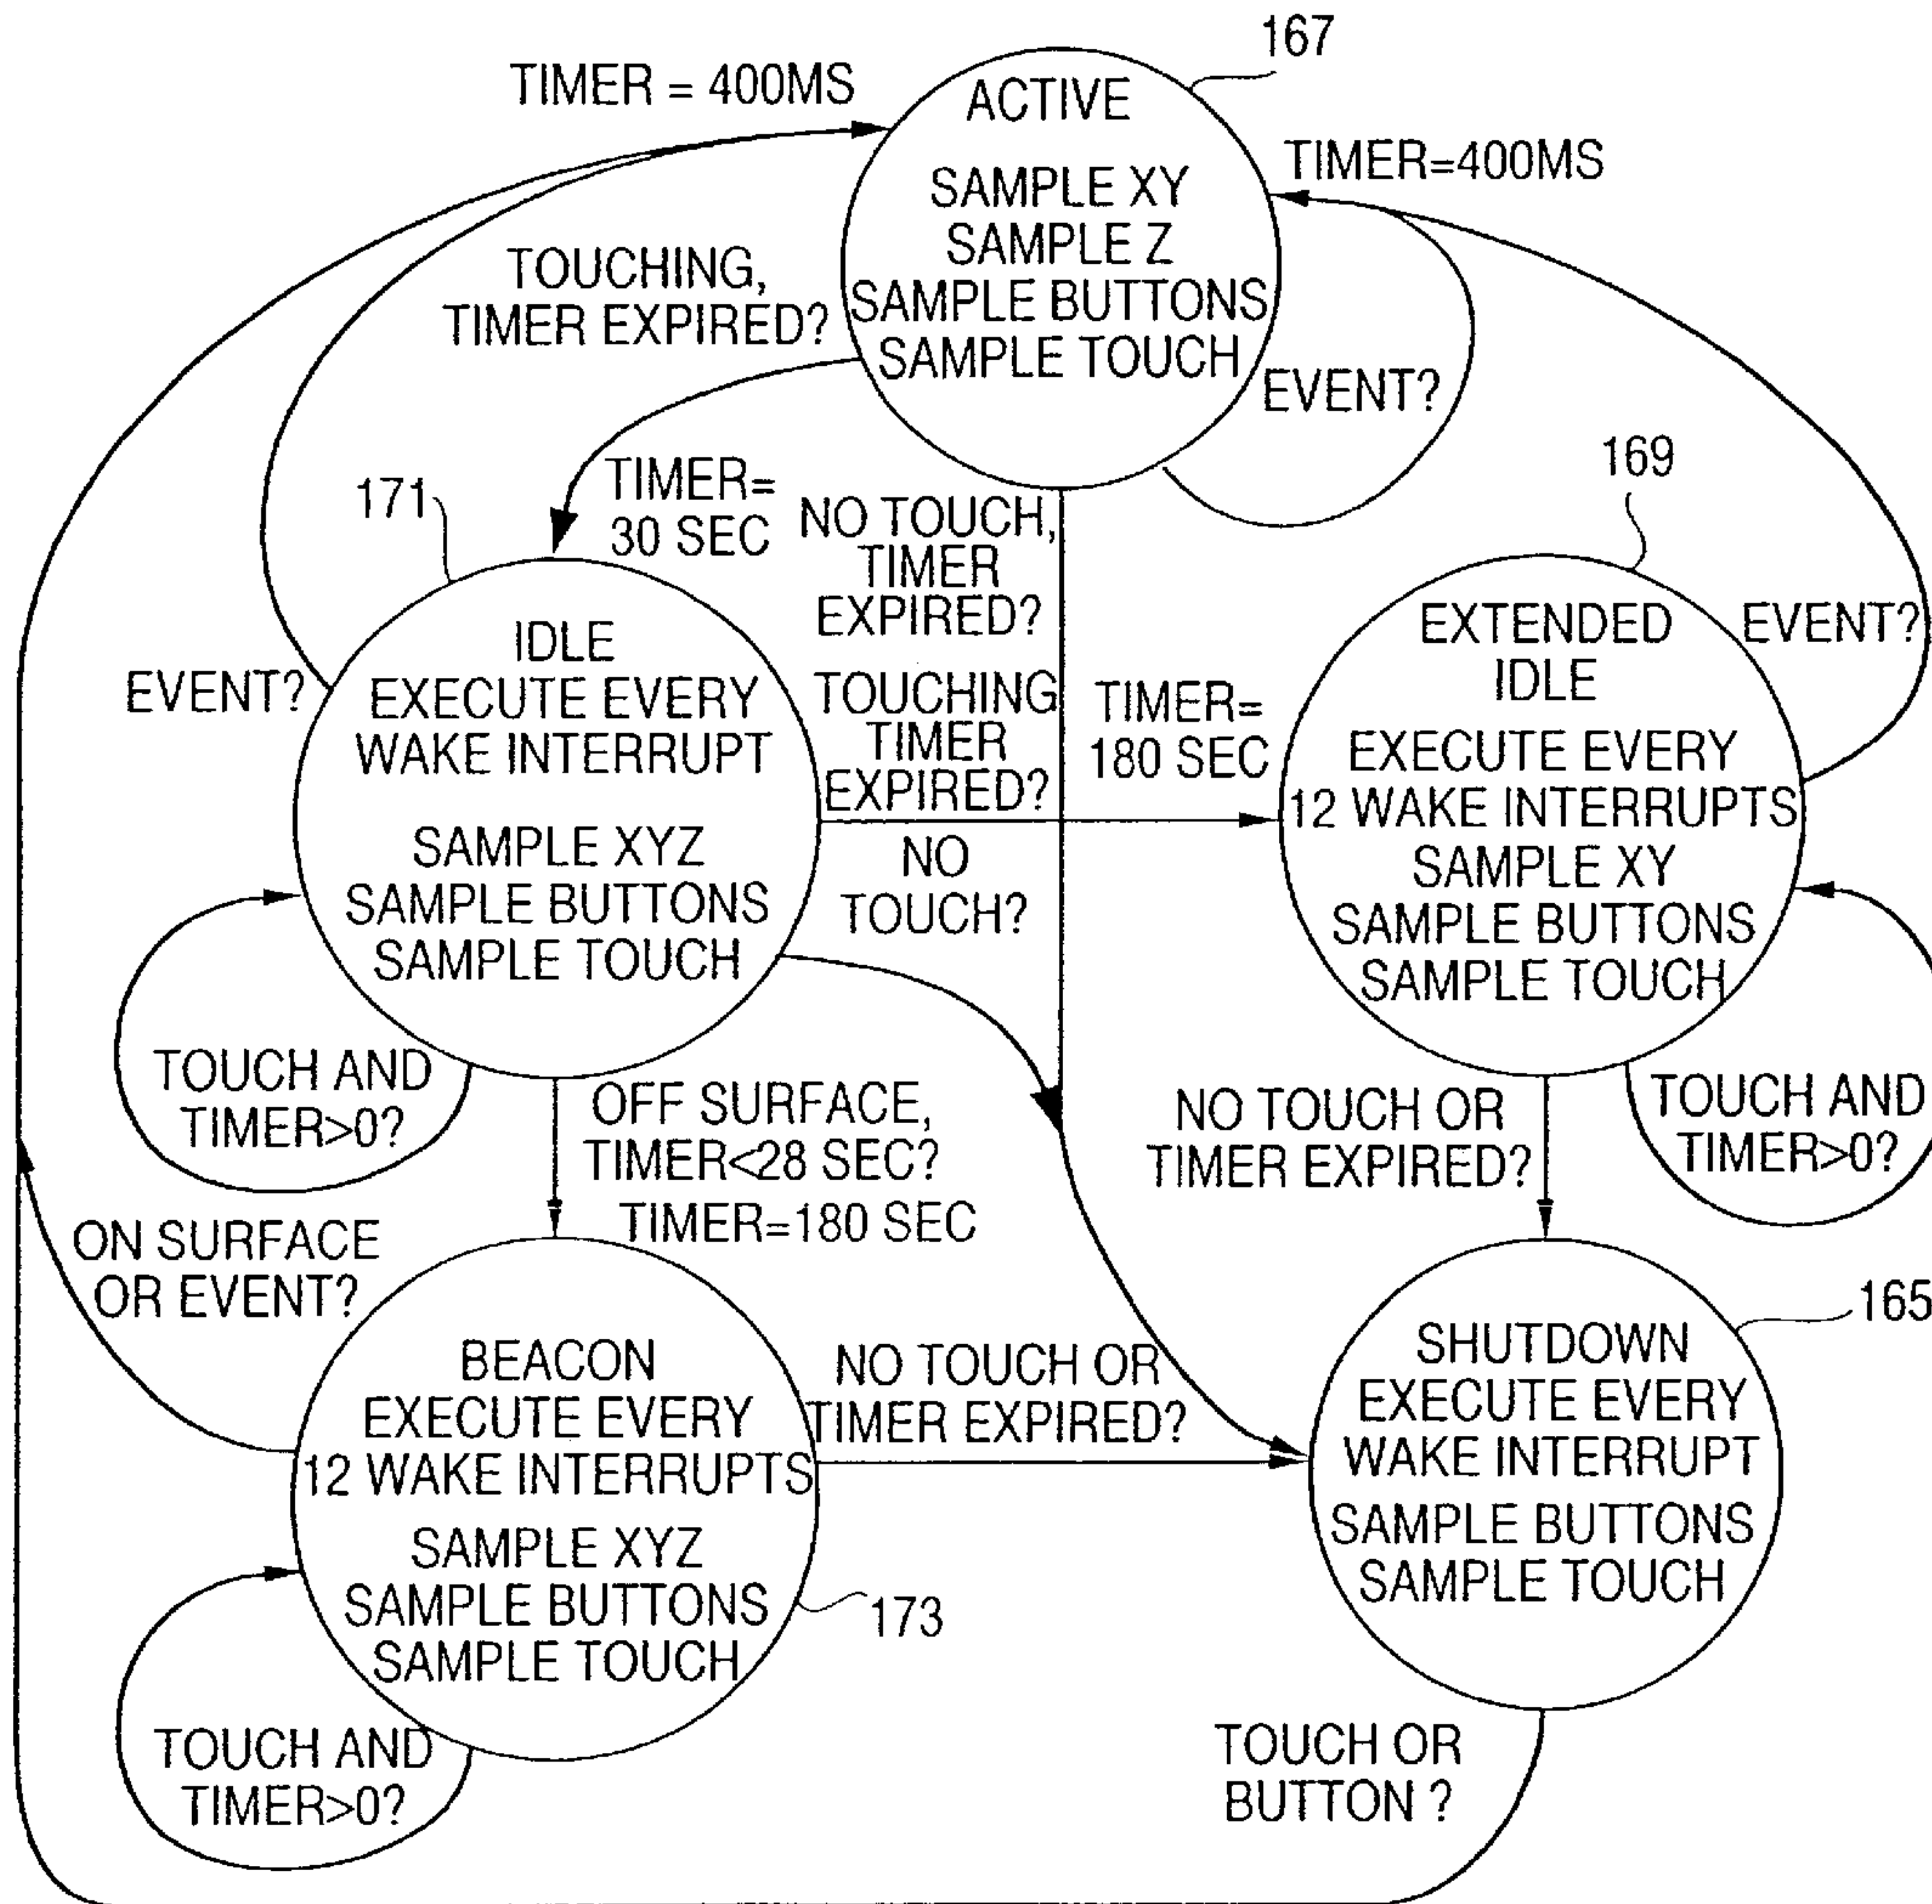 167
TIMER = 400MS
ACTIVE
SAMPLE XY
SAMPLE Z
SAMPLE BUTTONS
SAMPLE TOUCH
TIMER=400MS
TOUCHING,
TIMER EXPIRED?
EVENT?
171
TIMER=
30 SEC
NO TOUCH,
TIMER
EXPIRED?
169
IDLE
EXECUTE EVERY
WAKE INTERRUPT
SAMPLE XYZ
SAMPLE BUTTONS
SAMPLE TOUCH
EVENT?
TOUCHING
TIMER
EXPIRED?
TIMER=
180 SEC
EXTENDED
IDLE
EXECUTE EVERY
12 WAKE INTERRUPTS
SAMPLE XY
SAMPLE BUTTONS
SAMPLE TOUCH
EVENT?
NO
TOUCH?
TOUCH AND
TIMER>0?
OFF SURFACE,
TIMER<28 SEC?
TIMER=180 SEC
NO TOUCH OR
TIMER EXPIRED?
TOUCH AND
TIMER>0?
ON SURFACE
OR EVENT?
165
BEACON
EXECUTE EVERY
12 WAKE INTERRUPTS
SAMPLE XYZ
SAMPLE BUTTONS
SAMPLE TOUCH
NO TOUCH OR
TIMER EXPIRED?
SHUTDOWN
EXECUTE EVERY
WAKE INTERRUPT
SAMPLE BUTTONS
SAMPLE TOUCH
173
TOUCH AND
TIMER>0?
TOUCH OR
BUTTON ?